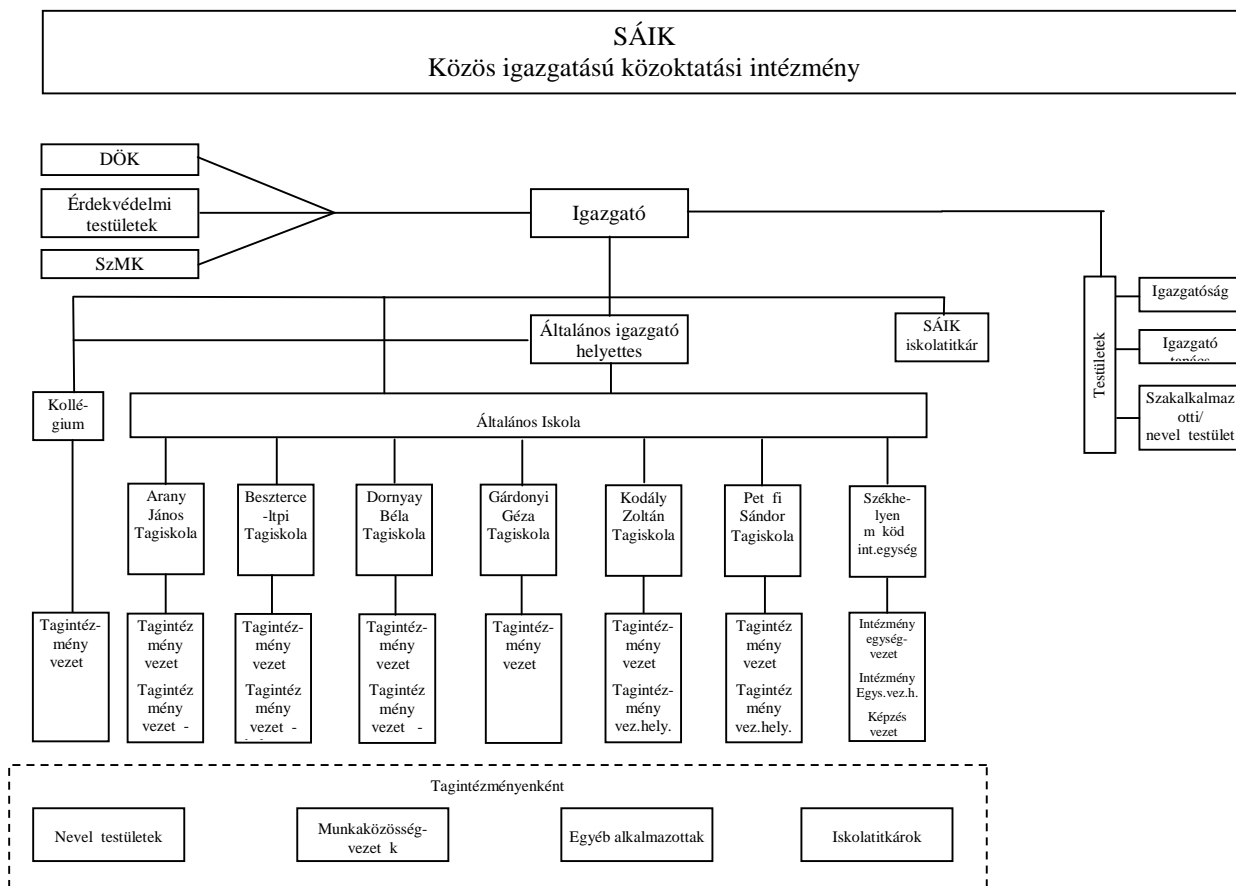 SÁIK
Közös igazgatású közoktatási intézmény
DÖK
Érdekvédelmi
testületek
SzMK
Igazgató
Általános igazgató
helyettes
SÁIK
iskolatitkár
Testületek
Igazgatóság
Igazgató
tanács
Szakalkalmaz
otti/
nevel testület
Kollé-
gium
Általános Iskola
Arany
János
Tagiskola
Beszterce
-ltpi
Tagiskola
Dornyay
Béla
Tagiskola
Gárdonyi
Géza
Tagiskola
Kodály
Zoltán
Tagiskola
Pet fi
Sándor
Tagiskola
Székhe-
lyen
m köd
int.egység
Tagintéz-
mény
vezet
Tagintéz
mény
vezet
Tagintéz
mény
vezet -
Tagintéz-
mény
vezet
Tagintéz-
mény
vezet -
Tagintéz-
mény
vezet
Tagintéz-
mény
vezet -
Tagintéz-
mény
vezet
Tagintéz-
mény
vezet
Tagintéz-
mény
vez.hely.
Tagintéz
mény
vezet
Tagintéz
mény
vez.hely.
Intézmény
egység-
vezet
Intézmény
Egys.vez.h.
Képzés
vezet
Tagintézményenként
Nevel testületek
Munkaközösség-
vezet k
Egyéb alkalmazottak
Iskolatitkárok